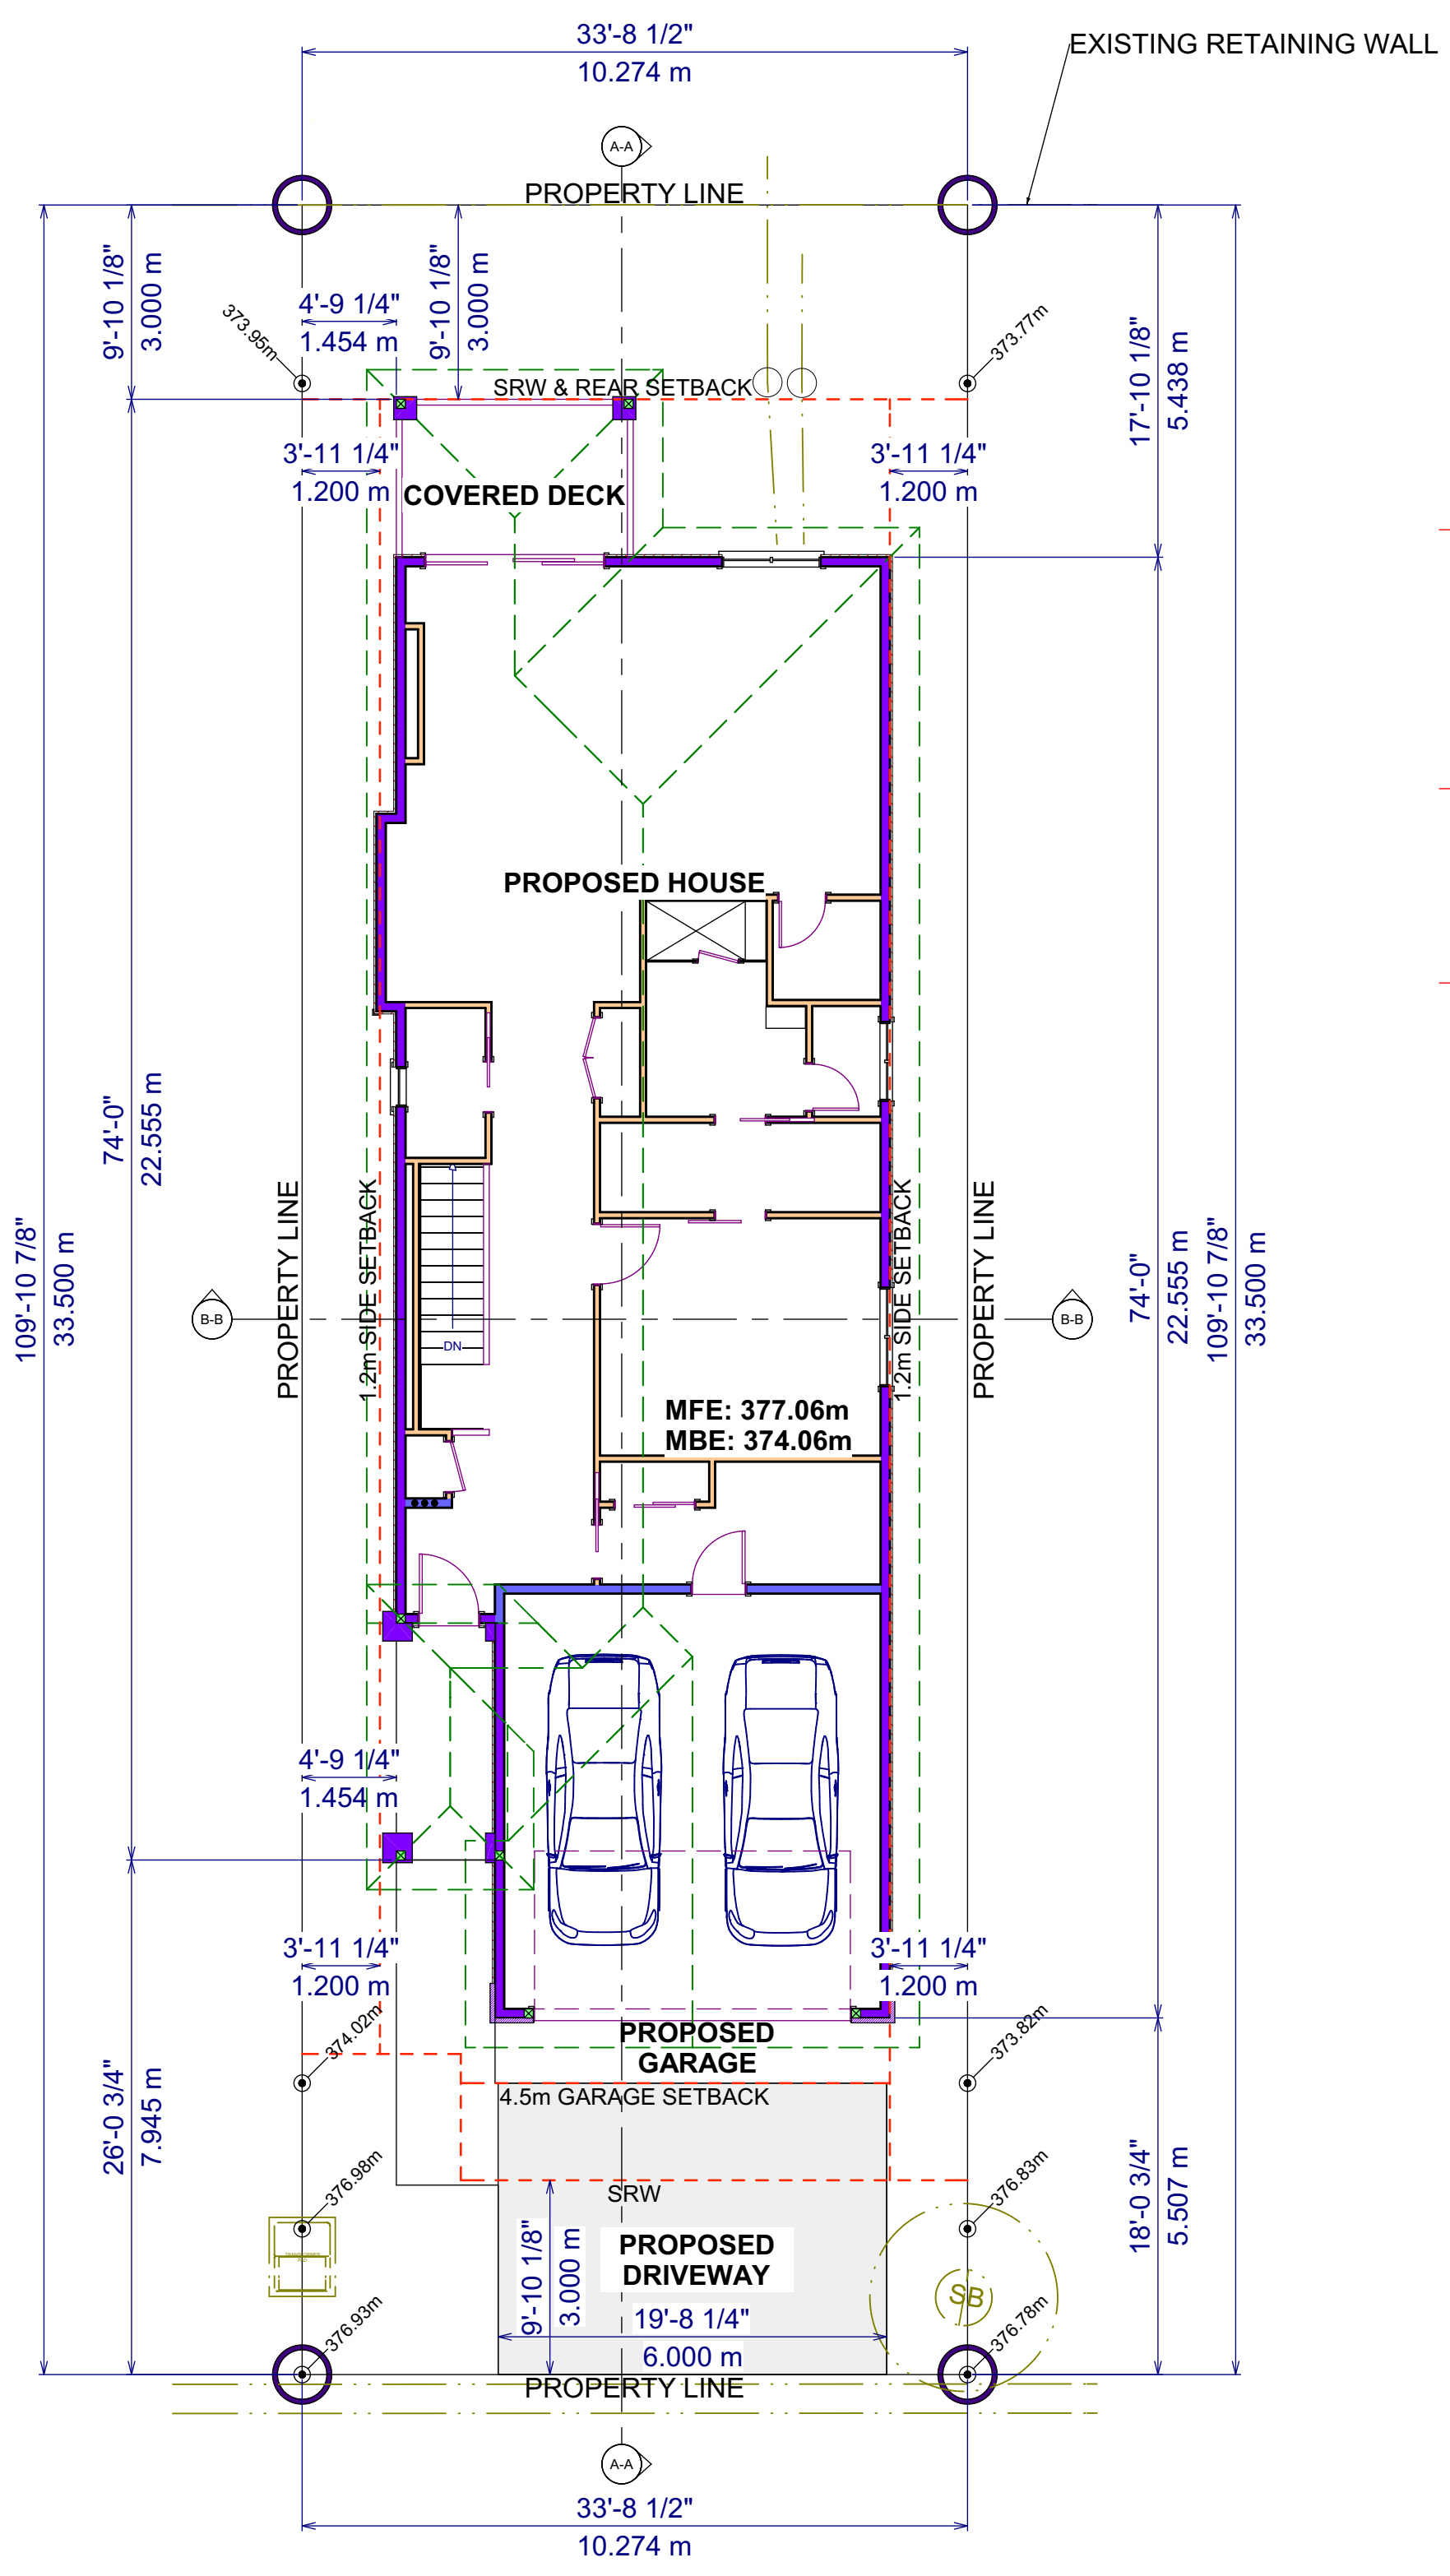 33'-8 1/2"
10.274 m
EXISTING RETAINING WALL
A-A
PROPERTY LINE
9'-10 1/8"
3.000 m
4'-9 1/4"
1.454 m
9'-10 1/8"
3.000 m
373.95m
373.77m
17'-10 1/8"
5.438 m
SRW & REAR SETBACK
3'-11 1/4"
1.200 m
3'-11 1/4"
1.200 m
COVERED DECK
PROPOSED HOUSE
109'-10 7/8"
33.500 m
74'-0"
22.555 m
PROPERTY LINE
1.2m SIDE SETBACK
1.2m SIDE SETBACK
PROPERTY LINE
74'-0"
22.555 m
109'-10 7/8"
33.500 m
B-B
B-B
DN
MFE: 377.06m
MBE: 374.06m
4'-9 1/4"
1.454 m
3'-11 1/4"
1.200 m
3'-11 1/4"
1.200 m
374.02m
373.82m
PROPOSED
GARAGE
4.5m GARAGE SETBACK
26'-0 3/4"
7.945 m
376.98m
376.83m
18'-0 3/4"
5.507 m
SRW
PROPOSED
DRIVEWAY
9'-10 1/8"
3.000 m
19'-8 1/4"
6.000 m
SB
376.93m
376.78m
PROPERTY LINE
A-A
33'-8 1/2"
10.274 m